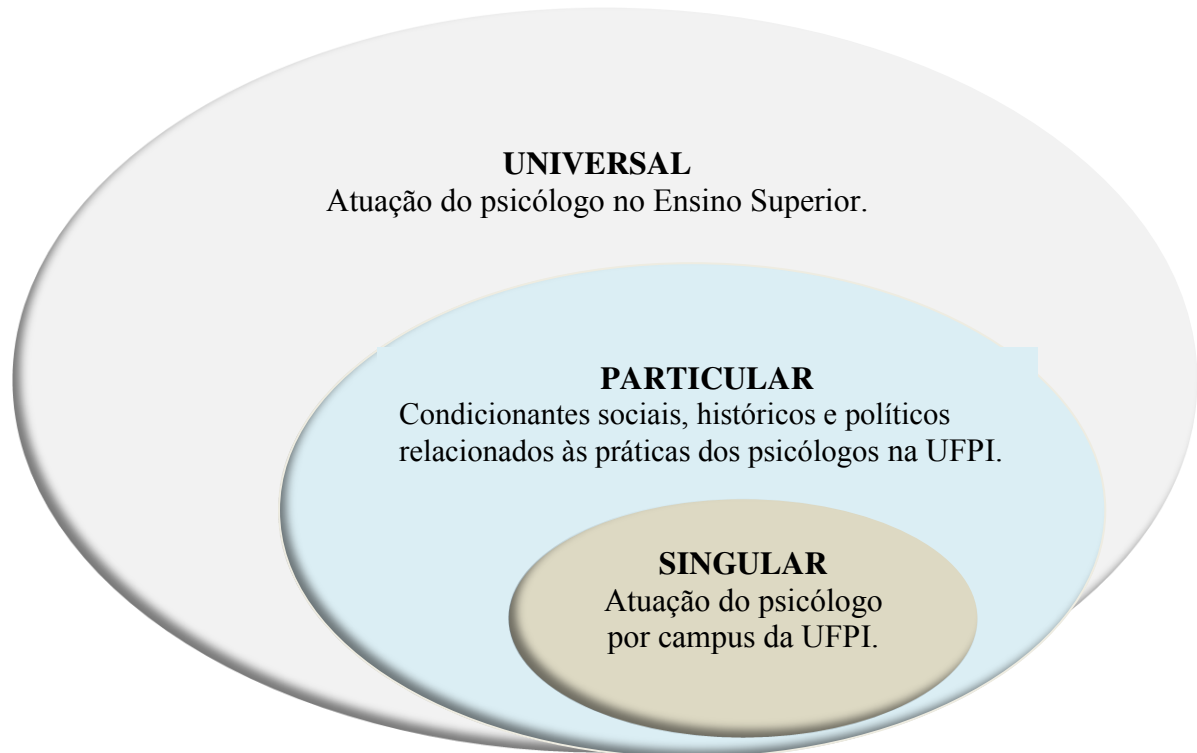 UNIVERSAL
Atuação do psicólogo no Ensino Superior.
PARTICULAR
Condicionantes sociais, históricos e políticos
relacionados às práticas dos psicólogos na UFPI.
SINGULAR
Atuação do psicólogo
por campus da UFPI.